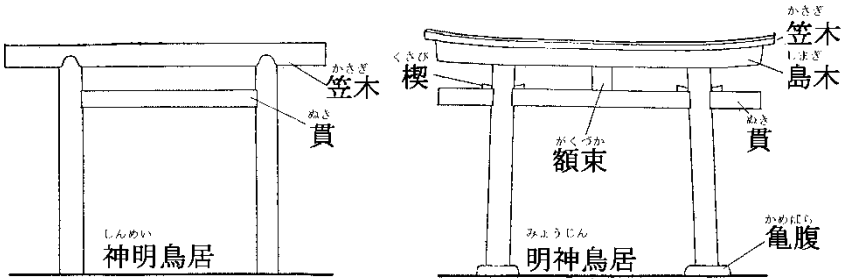 かさぎ
笠木
ぬき
貫
しんめい
神明鳥居
かさぎ
笠木
しまぎ
島木
くさび
楔
がくづか
額束
ぬき
貫
みょうじん
明神鳥居
かめばら
亀腹